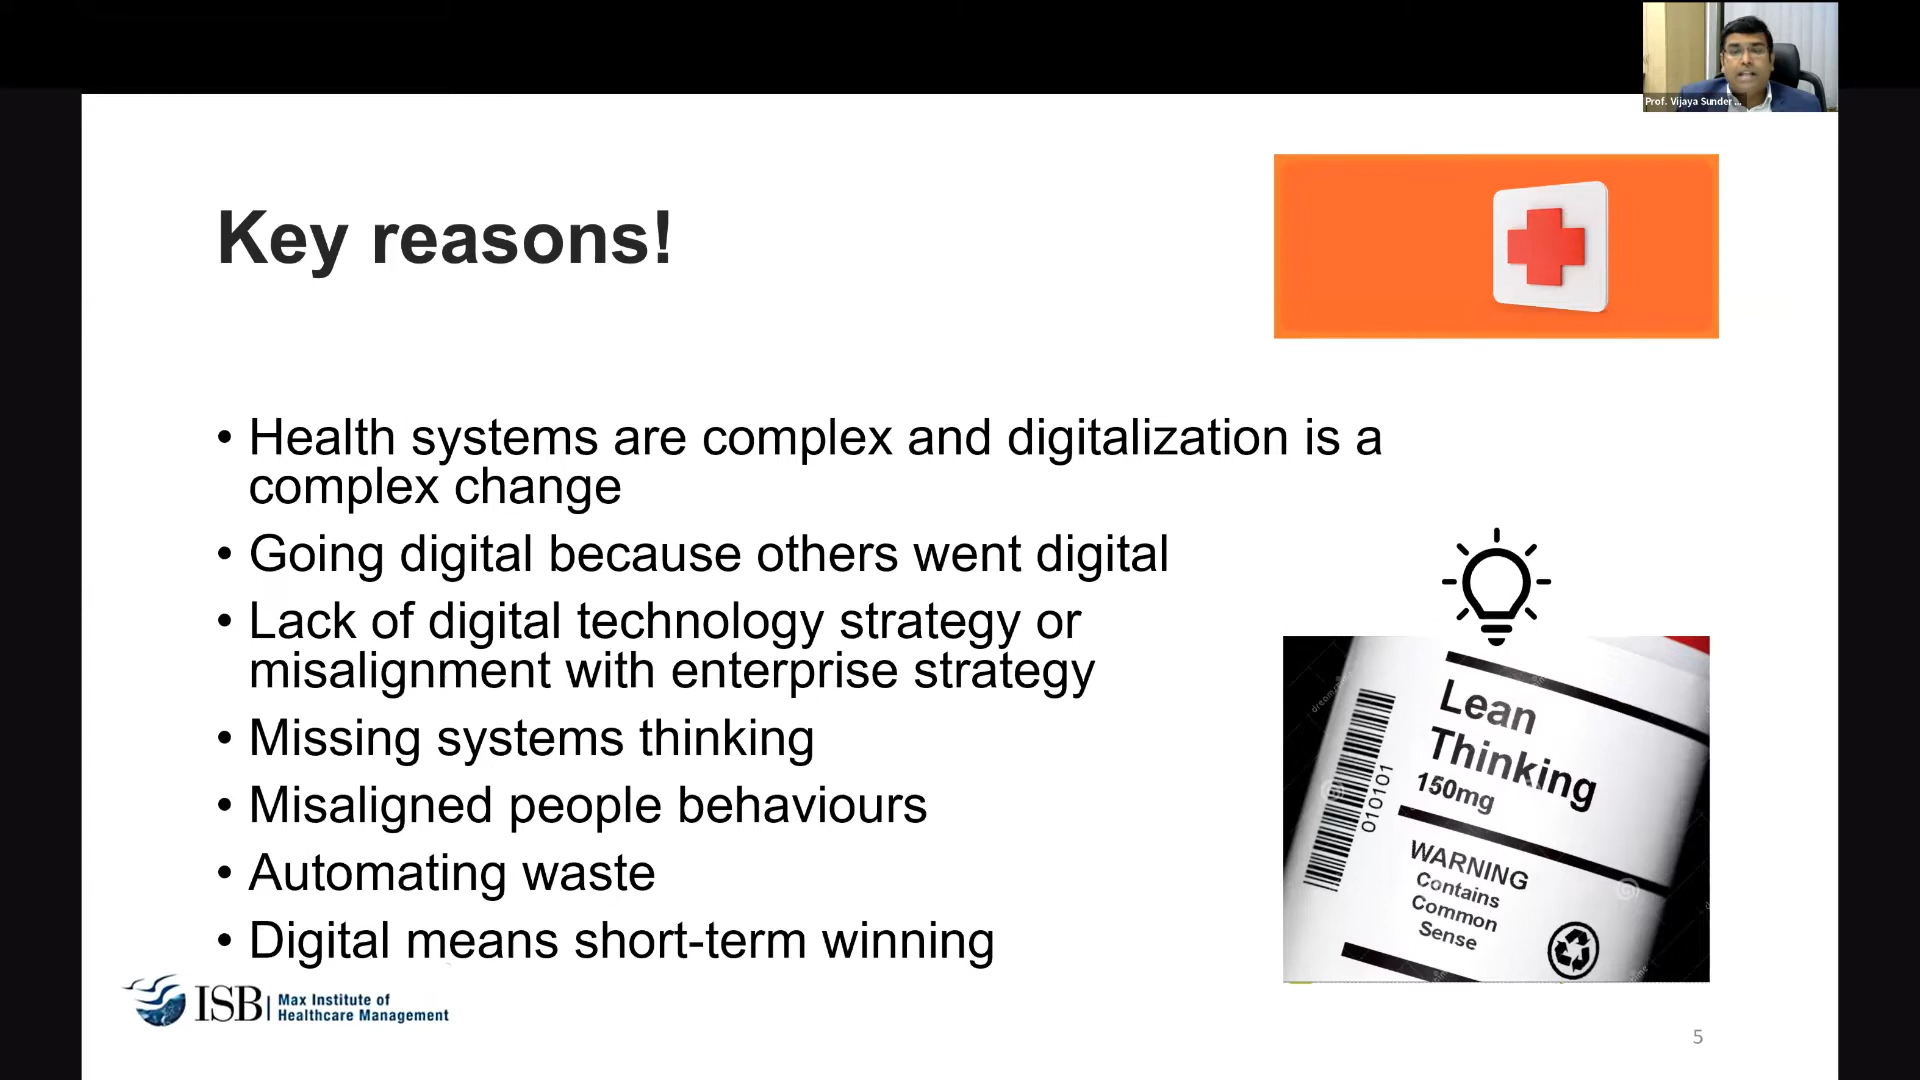 Prof. Vijaya Sunder ...
Key reasons!
• Health systems are complex and digitalization is a
complex change
• Going digital because others went digital
• Lack of digital technology strategy or
misalignment with enterprise strategy
• Missing systems thinking
• Misaligned people behaviours
• Automating waste
• Digital means short-term winning
Lean
Thinking
150mg
010101
WARNING
Contains
Common
Sense
ISB
Max Institute of
Healthcare Management
5